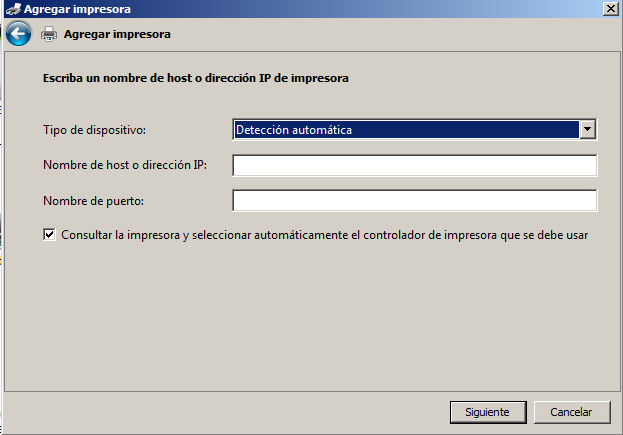 Agregar impresora
Agregar impresora
Escriba un nombre de host o dirección IP de impresora
Tipo de dispositivo:
Detección automática
Nombre de host o dirección IP:
Nombre de puerto:
Consultar la impresora y seleccionar automáticamente el controlador de impresora que se debe usar
Siguiente
Cancelar